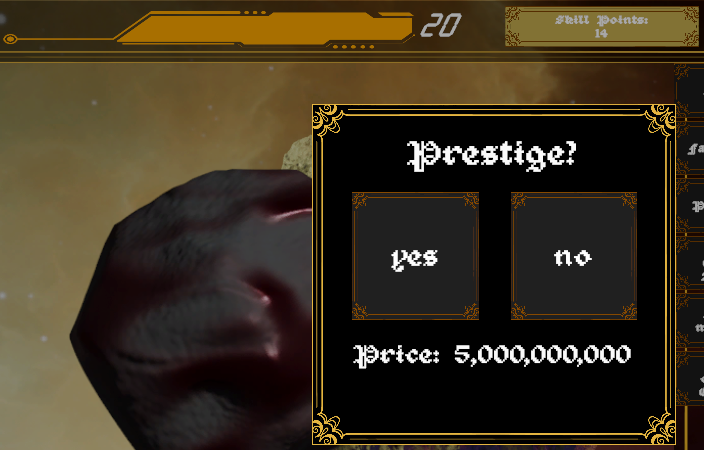 20
Skill Points:
14
Prestige?
yes
no
Price: 5,000,000,000